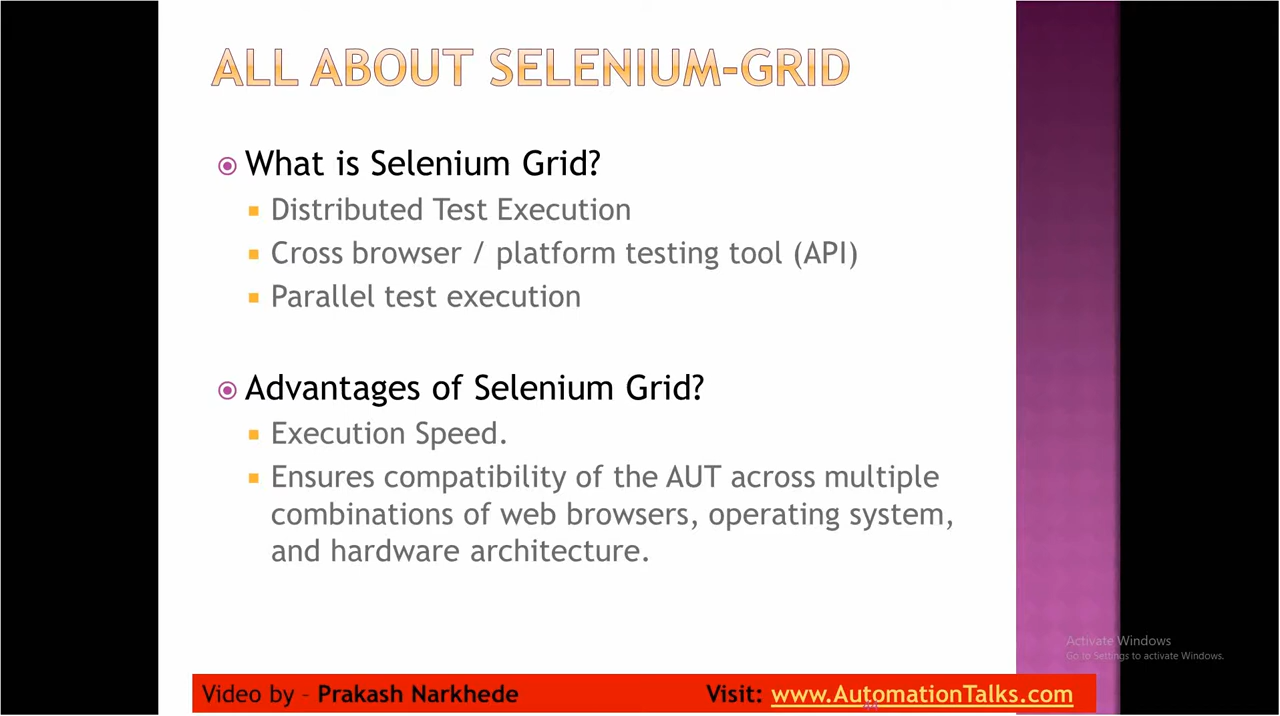 ALL ABOUT SELENIUM-GRID
What is Selenium Grid?
Distributed Test Execution
Cross browser / platform testing tool (API)
Parallel test execution
Advantages of Selenium Grid?
Execution Speed.
Ensures compatibility of the AUT across multiple
combinations of web browsers, operating system,
and hardware architecture.
Activate Windows
Go to Settings to activate Windows.
Video by - Prakash Narkhede
Visit: www.AutomationTalks.com